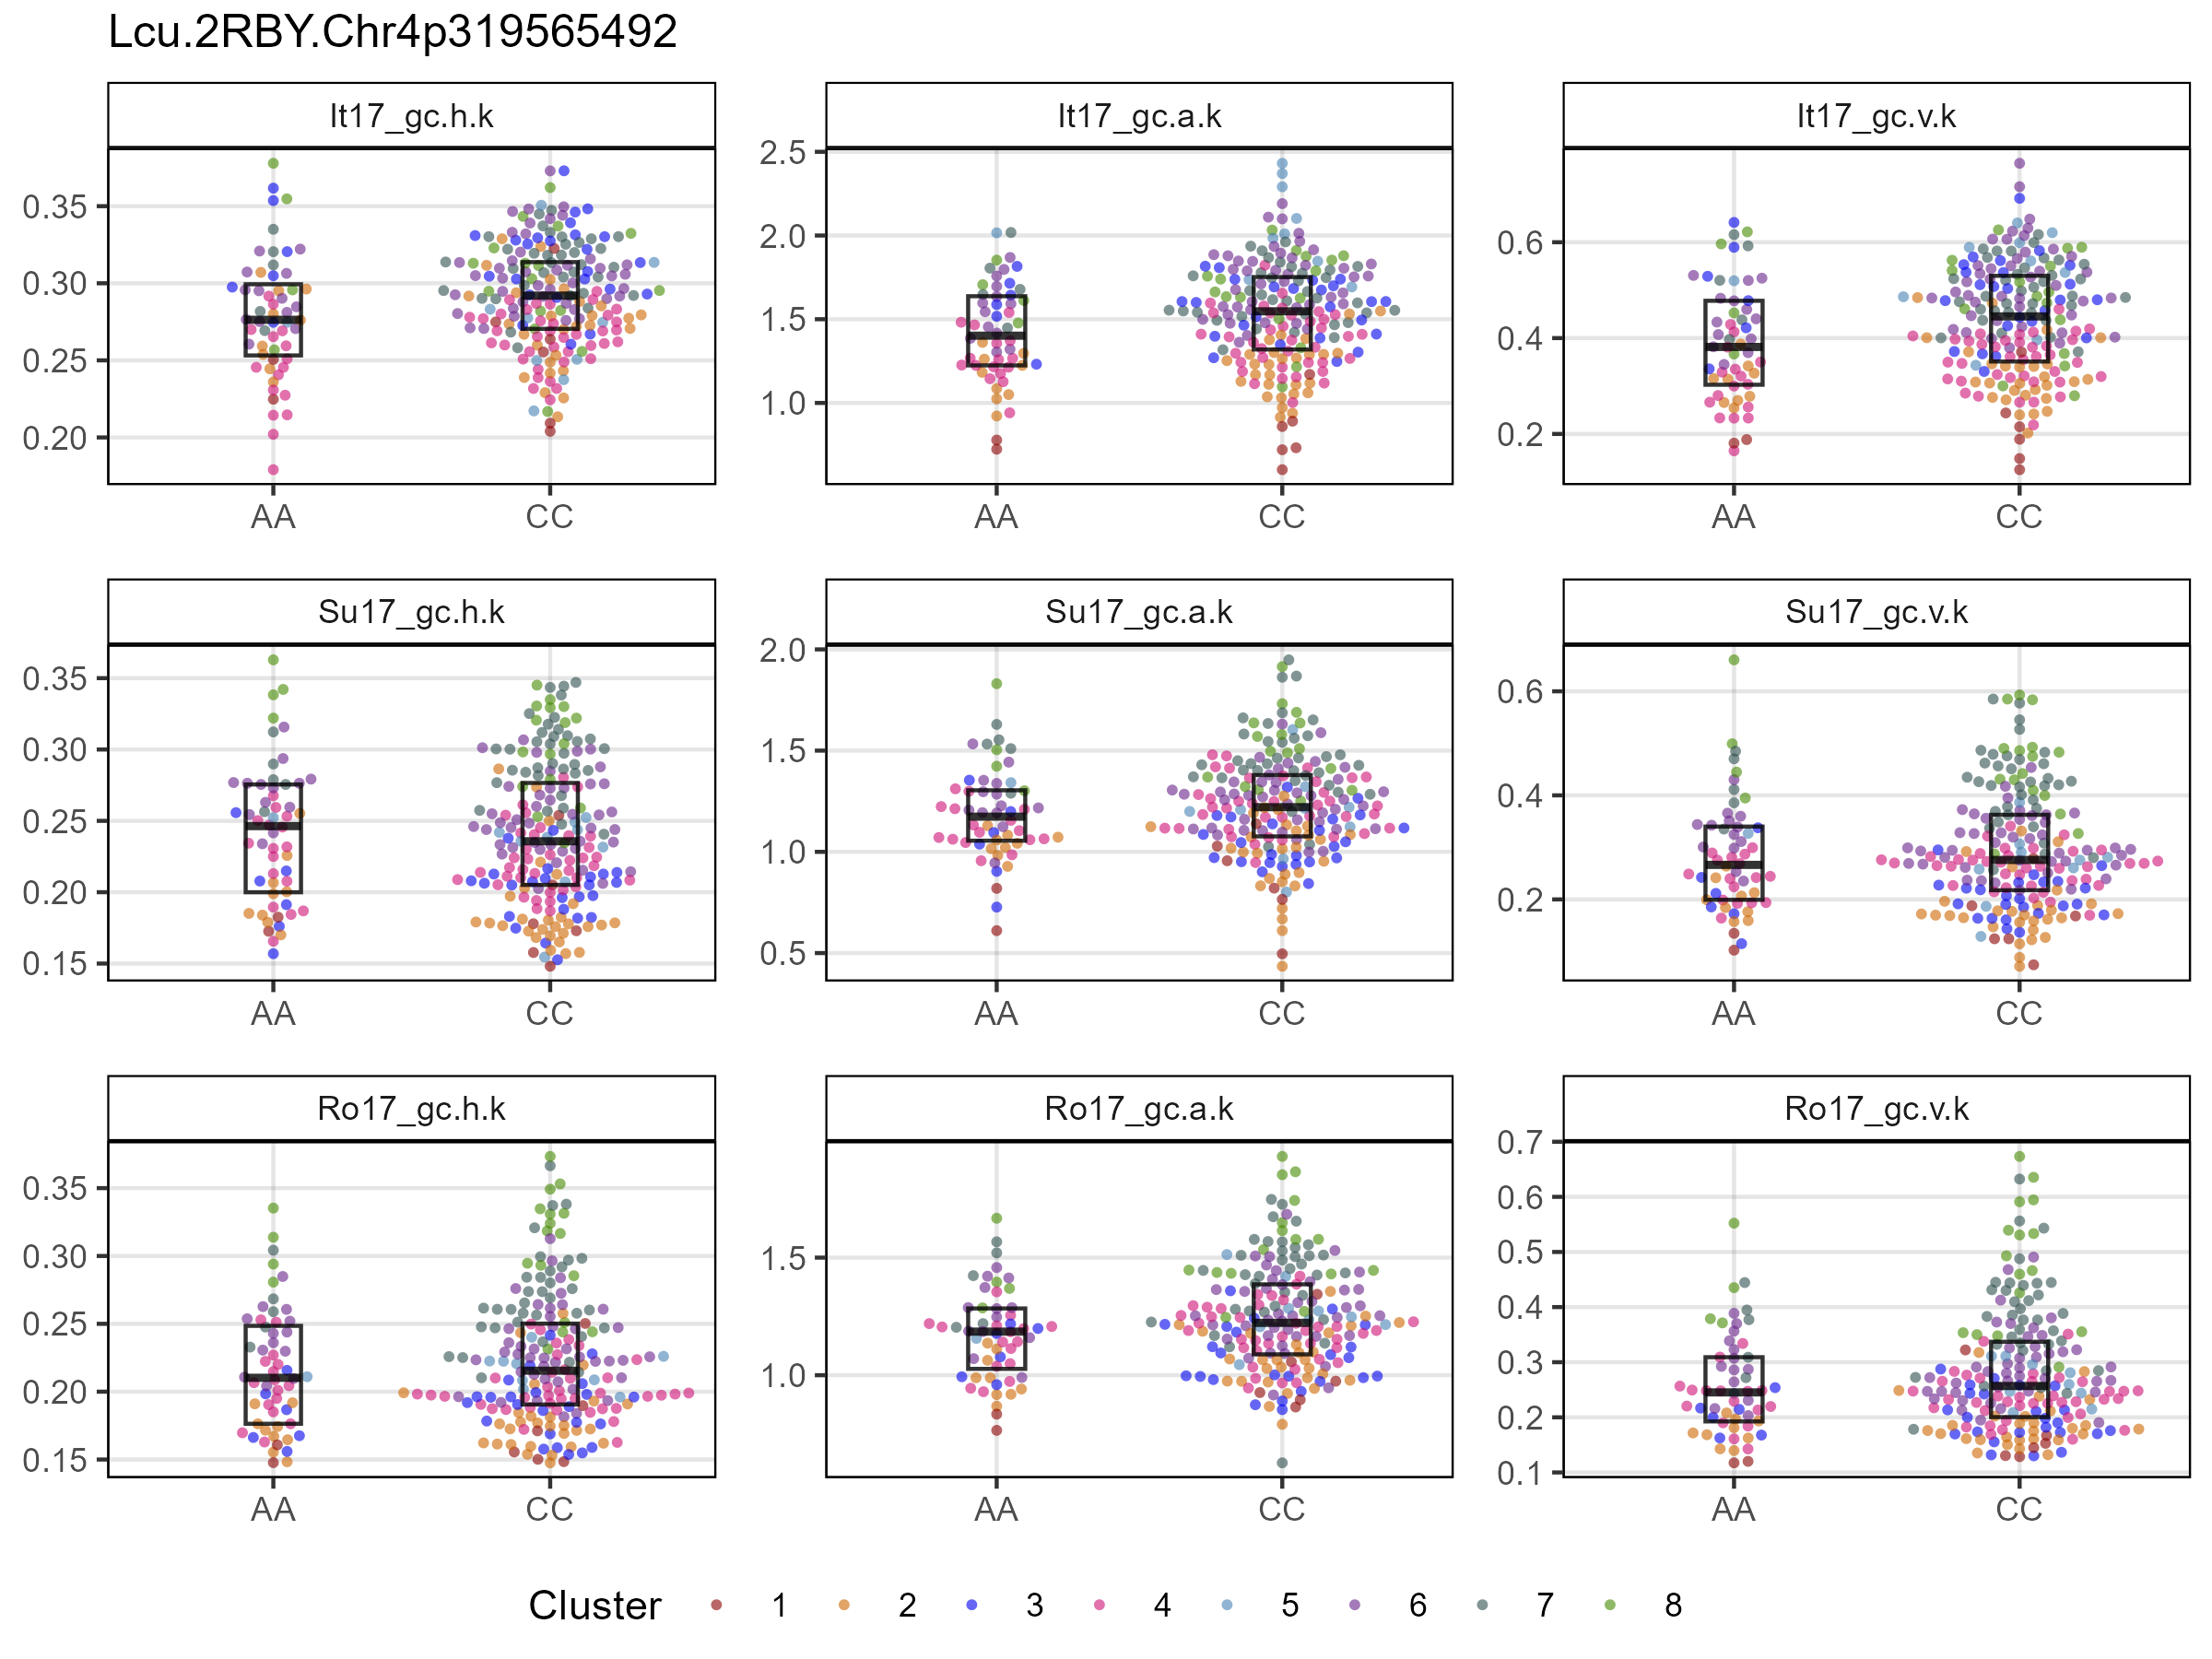 Lcu.2RBY.Chr4p319565492
It17_gc.h.k It17_gc.a.k It17_gc.v.k
0.35
0.30
0.25
0.20
AA CC
2.5
2.0
1.5
1.0
AA CC
0.6
0.4
0.2
AA CC
Su17_gc.h.k Su17_gc.a.k Su17_gc.v.k
0.35
0.30
0.25
0.20
0.15
AA CC
2.0
1.5
1.0
0.5
AA CC
0.6
0.4
0.2
AA CC
Ro17_gc.h.k Ro17_gc.a.k Ro17_gc.v.k
0.35
0.30
0.25
0.20
0.15
AA CC
1.5
1.0
AA CC
0.7
0.6
0.5
0.4
0.3
0.2
0.1
AA CC
Cluster 1 2 3 4 5 6 7 8